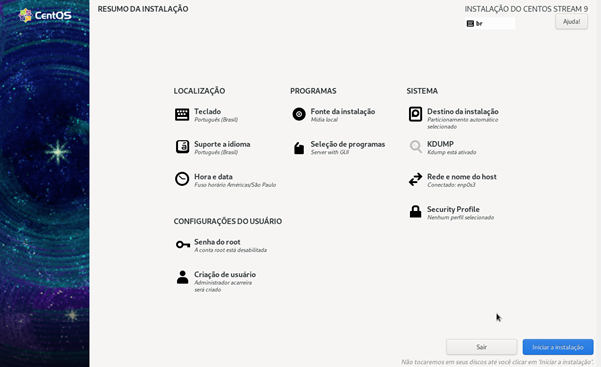 CentOS
RESUMO DA INSTALAÇÃO
INSTALAÇÃO DO CENTOS STREAM 9
br
Ajuda!
LOCALIZAÇÃO
Teclado
Português (Brasil)
Suporte a idioma
Português (Brasil)
Hora e data
Fuso horário Américas/São Paulo
PROGRAMAS
Fonte da instalação
Mídia local
Seleção de programas
Server with GUI
SISTEMA
Destino da instalação
Particionamento automático
selecionado
KDUMP
Kdump está ativado
Rede e nome do host
Conectado: enp0s3
Security Profile
Nenhum perfil selecionado
CONFIGURAÇÕES DO USUÁRIO
Senha do root
A conta root está desabilitada
Criação de usuário
Administrador acarreira
será criado
Sair
Iniciar a instalação
Não tocaremos em seus discos até você clicar em 'Iniciar a instalação'.